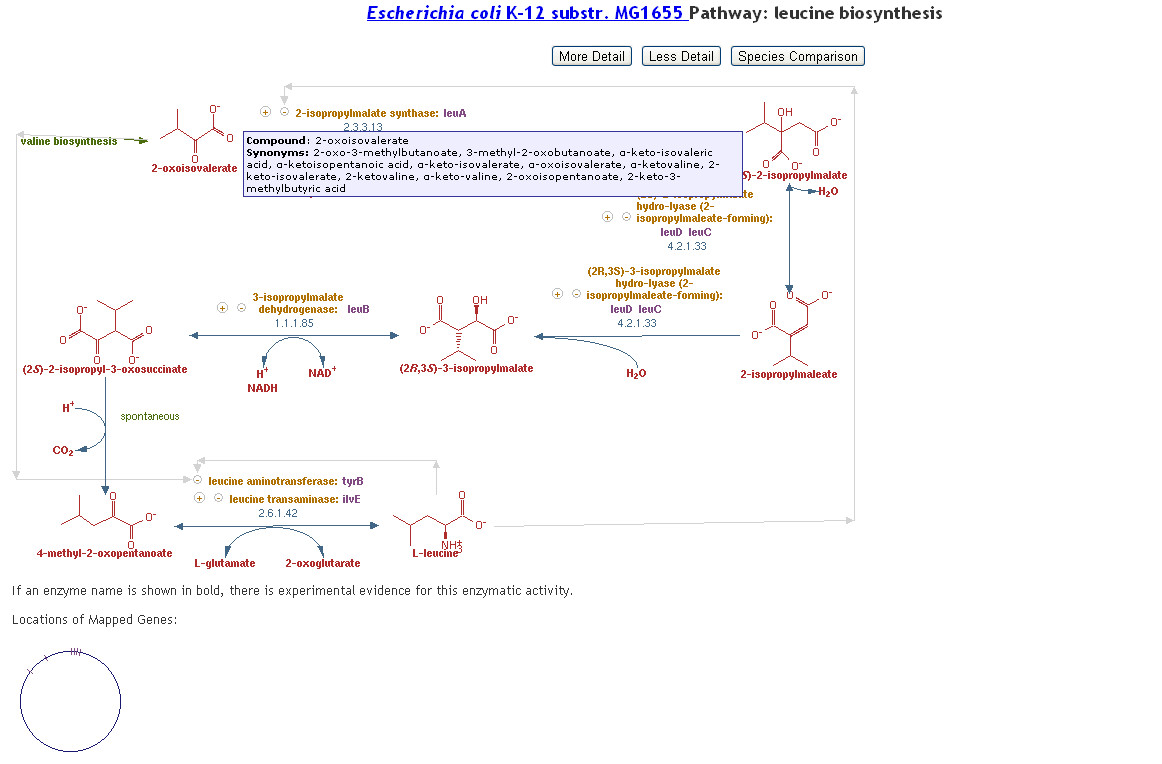 Escherichia coli K-12 substr. MG1655 Pathway: leucine biosynthesis
More Detail Less Detail Species Comparison
2-isopropylmalate synthase: leuA
2.3.3.13
valine biosynthesis
2-oxoisovalerate
Compound: 2-oxoisovalerate
Synonyms: 2-oxo-3-methylbutanoate, 3-methyl-2-oxobutanoate, α-keto-isovaleric
acid, α-ketoisopentanoic acid, α-keto-isovalerate, α-oxoisovalerate, α-ketovaline, 2-
keto-isovalerate, 2-ketovaline, α-keto-valine, 2-oxoisopentanoate, 2-keto-3-
methylbutyric acid
O⁻
O
O
OH
O⁻
O
O
O⁻
S)-2-isopropylmalate
H₂O
hydro-lyase (2-
isopropylmaleate-forming):
leuD leuC
4.2.1.33
(2R,3S)-3-isopropylmalate
hydro-lyase (2-
isopropylmaleate-forming):
leuD leuC
4.2.1.33
3-isopropylmalate
dehydrogenase: leuB
1.1.1.85
O⁻
O
O
O
O⁻
(2S)-2-isopropyl-3-oxosuccinate
H⁺
NADH
NAD⁺
O
OH
O⁻
O⁻
O
(2R,3S)-3-isopropylmalate
H₂O
O
O⁻
O
O⁻
2-isopropylmaleate
H⁺
spontaneous
CO₂
leucine aminotransferase: tyrB
leucine transaminase: ilvE
2.6.1.42
O
O⁻
O
4-methyl-2-oxopentanoate
L-glutamate
2-oxoglutarate
O
O⁻
NH₃⁺
L-leucine
If an enzyme name is shown in bold, there is experimental evidence for this enzymatic activity.
Locations of Mapped Genes: